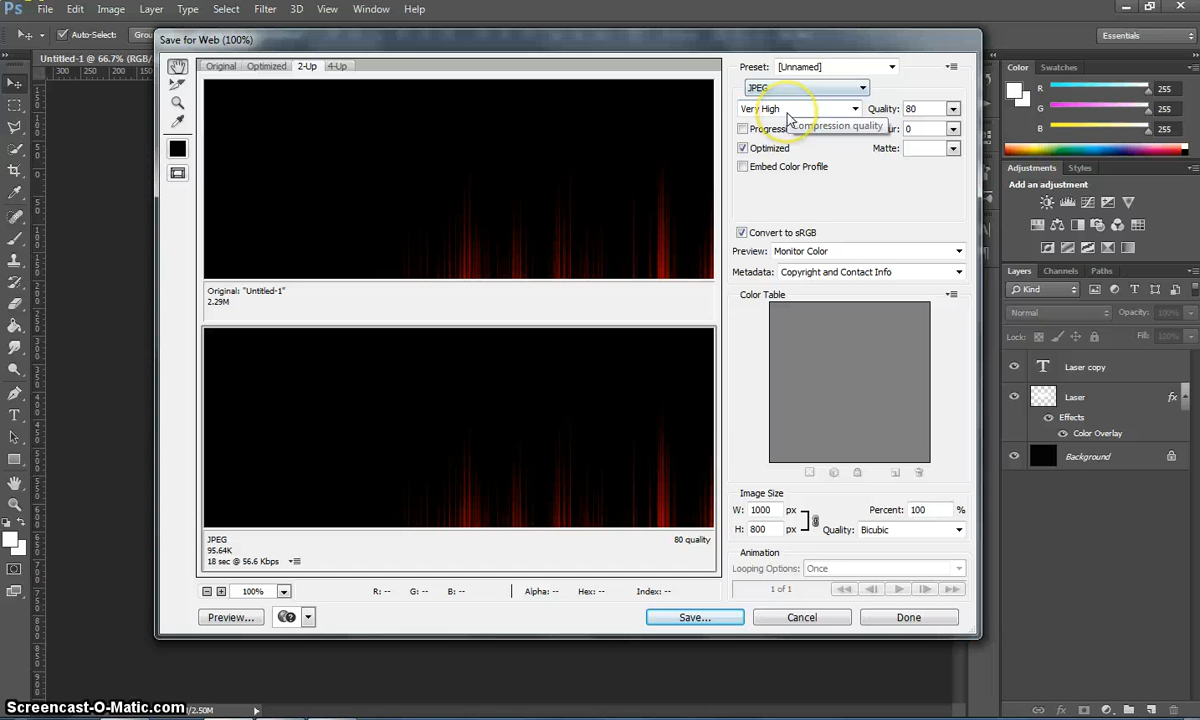 Ps File Edit Image Layer Type Select Filter 3D View Window Help
Auto-Select: Essentials
Untitled-1 @ 66.7% (RGB/
Save for Web (100%)
Original Optimized 2-Up 4-Up
Original: "Untitled-1"
2.29M
JPEG 80 quality
95.64K
18 sec @ 56.6 Kbps
100% R: -- G: -- B: -- Alpha: -- Hex: -- Index: --
Preview... Save... Cancel Done
Preset: [Unnamed]
JPEG
Very High Quality: 80
Compression quality
0
Optimized Matte:
Embed Color Profile
Convert to sRGB
Preview: Monitor Color
Metadata: Copyright and Contact Info
Color Table
Image Size
W: 1000 px Percent: 100 %
H: 800 px Quality: Bicubic
Animation
Looping Options: Once
1 of 1
Color Swatches
R 255
G 255
B 255
Adjustments Styles
Add an adjustment
Layers Channels Paths
Kind
Normal Opacity: 100%
Lock: Fill: 100%
T Laser copy
Laser fx
Effects
Color Overlay
Background
Screencast-O-Matic.com /2.50M